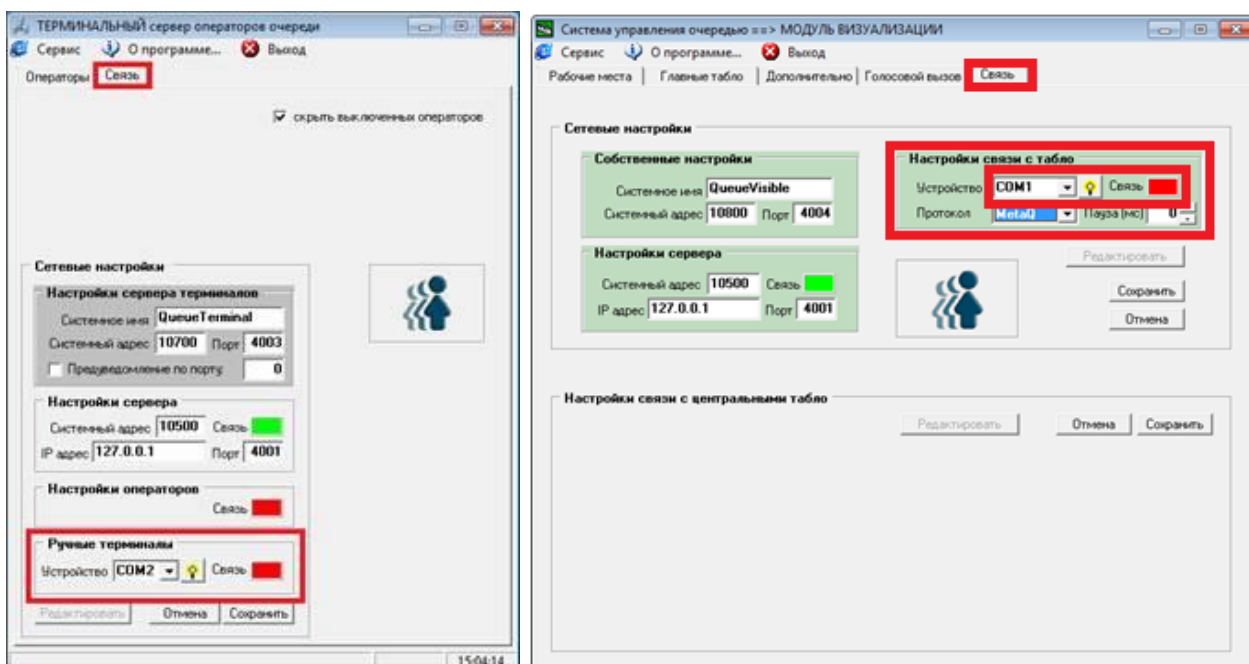 ТЕРМИНАЛЬНЫЙ сервер операторов очереди
Сервис О программе... Выход
Операторы Связь
скрыть выключенных операторов
Сетевые настройки
Настройки сервера терминалов
Системное имя QueueTerminal
Системный адрес 10700 Порт 4003
Предуведомление по порту 0
Настройки сервера
Системный адрес 10500 Связь
IP адрес 127.0.0.1 Порт 4001
Настройки операторов
Связь
Ручные терминалы
Устройство COM2 Связь
Редактировать Отмена Сохранить
15:04:14
Система управления очередью ==> МОДУЛЬ ВИЗУАЛИЗАЦИИ
Сервис О программе... Выход
Рабочие места Главные табло Дополнительно Голосовой вызов Связь
Сетевые настройки
Собственные настройки
Системное имя QueueVisible
Системный адрес 10800 Порт 4004
Настройки сервера
Системный адрес 10500 Связь
IP адрес 127.0.0.1 Порт 4001
Настройки связи с табло
Устройство COM1 Связь
Протокол MetaQ Пауза (мс) 0
Редактировать
Сохранить
Отмена
Настройки связи с центральными табло
Редактировать Отмена Сохранить